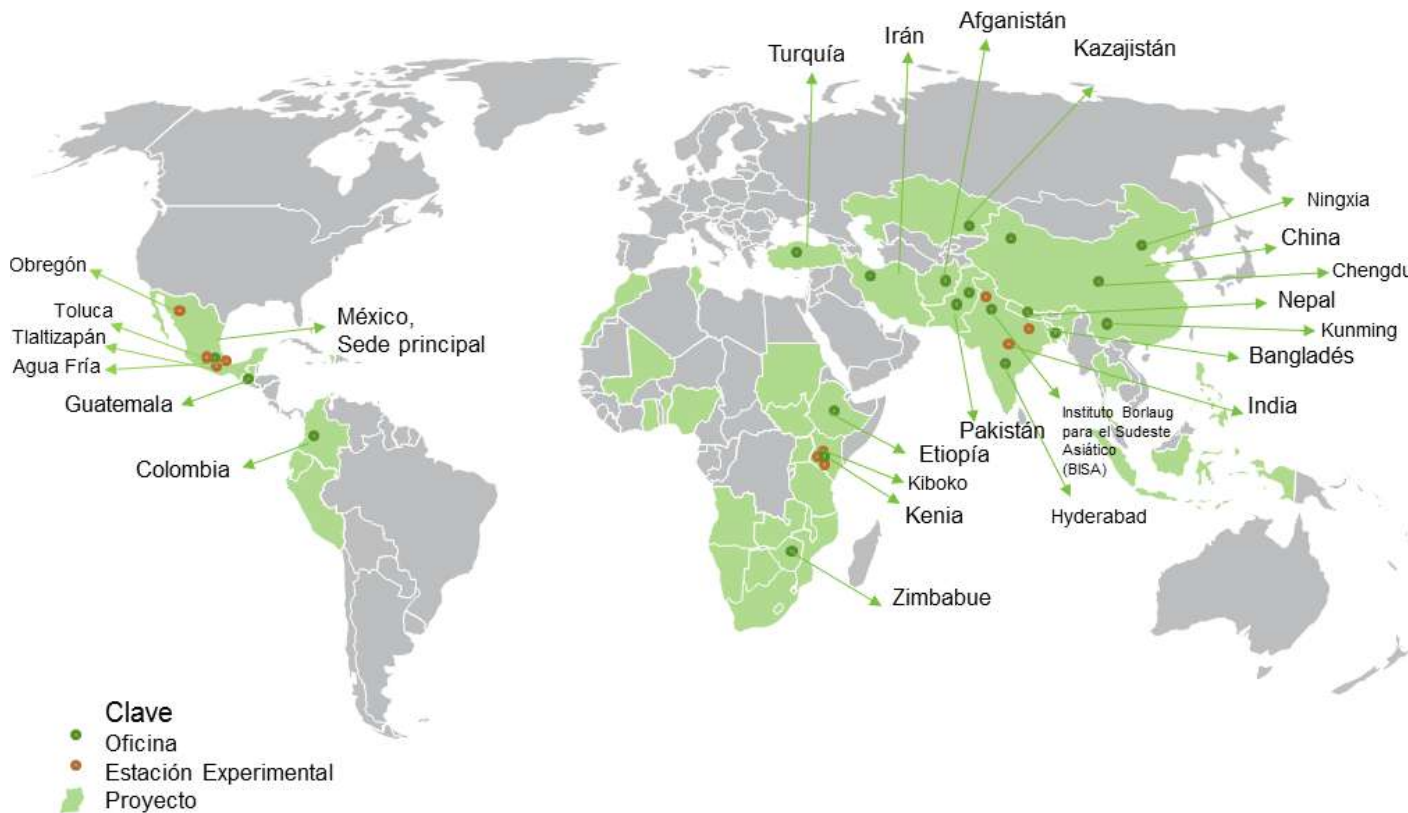 Afganistán
Irán
Kazajistán
Turquía
Ningxia
China
Obregón
Chengdu
Toluca
Nepal
México,
Sede principal
Tlaltizapán
Kunming
Agua Fría
Bangladés
Guatemala
India
Instituto Borlaug
para el Sudeste
Asiático
(BISA)
Pakistán
Colombia
Etiopía
Kiboko
Kenia
Hyderabad
Zimbabue
Clave
Oficina
Estación Experimental
Proyecto